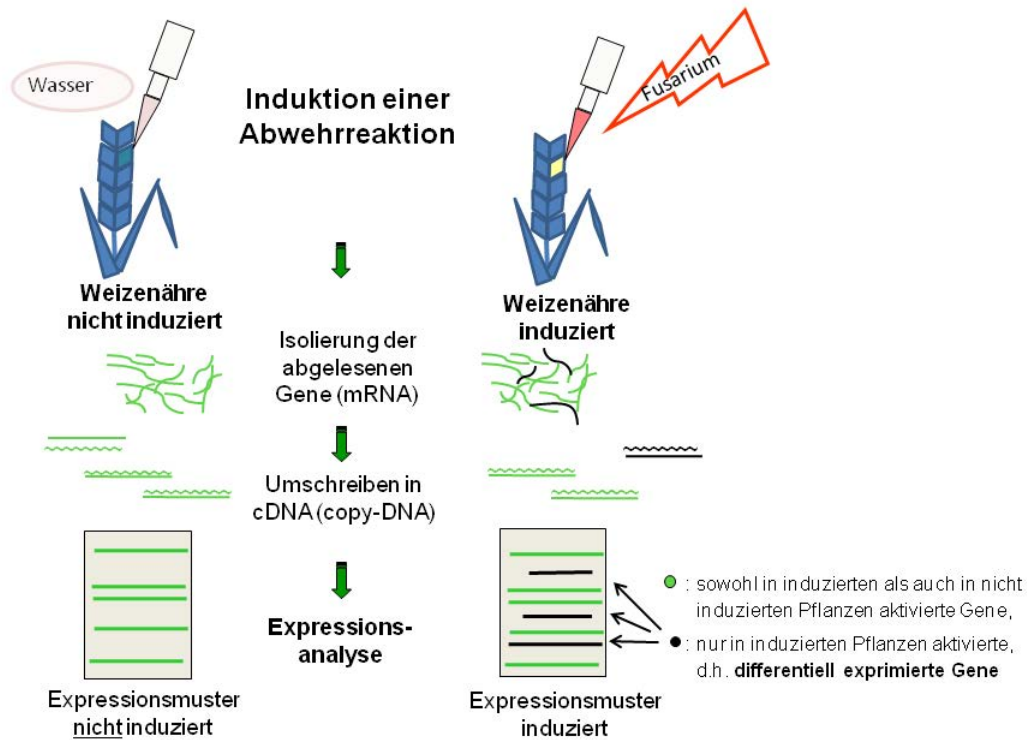 Wasser
Induktion einer
Abwehrreaktion
Fusarium
Weizenähre
nicht induziert
Weizenähre
induziert
Isolierung der
abgelesenen
Gene (mRNA)
Umschreiben in
cDNA (copy-DNA)
Expressions-
analyse
: sowohl in induzierten als auch in nicht
induzierten Pflanzen aktivierte Gene,
: nur in induzierten Pflanzen aktivierte,
d.h. differentiell exprimierte Gene
Expressionsmuster
nicht induziert
Expressionsmuster
induziert